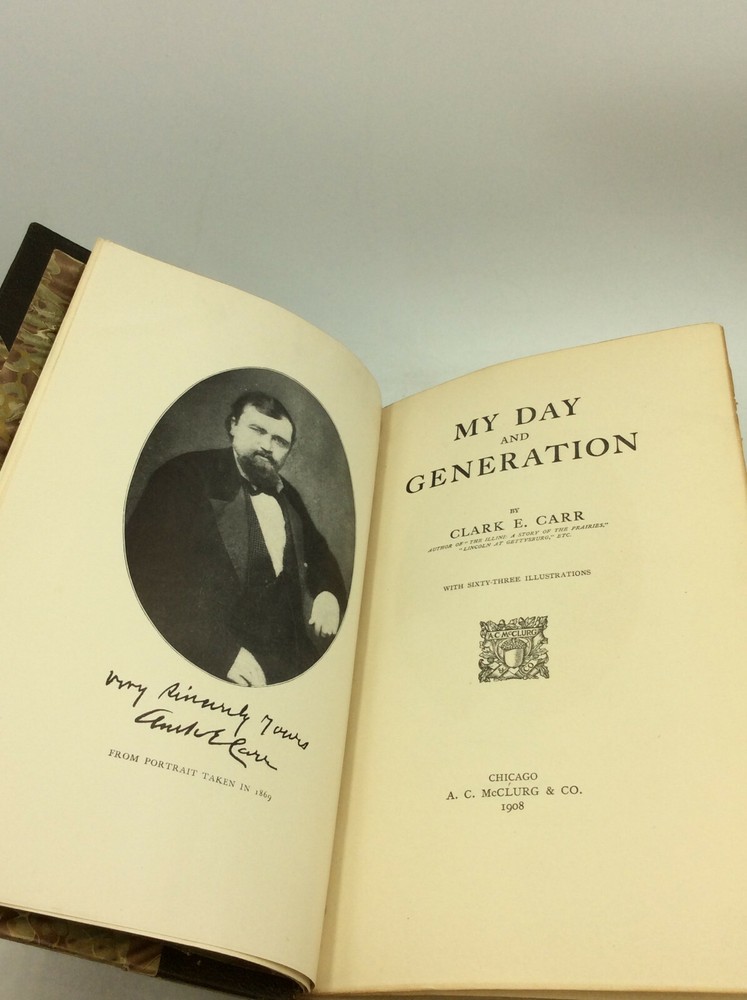 Very Sincerely Yours
Clark E Carr
FROM PORTRAIT TAKEN IN 1869
MY DAY
AND
GENERATION
BY
CLARK E. CARR
AUTHOR OF "THE ILLINI: A STORY OF THE PRAIRIES,"
"LINCOLN AT GETTYSBURG," ETC.
WITH SIXTY-THREE ILLUSTRATIONS
A.C. McCLURG
CHICAGO
A. C. McCLURG & CO.
1908